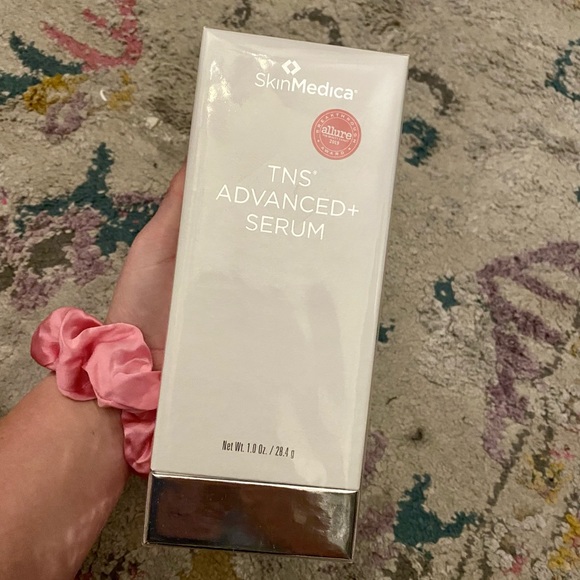 SkinMedica®
allure
TNS®
ADVANCED+
SERUM
Net Wt. 1.0 Oz. / 28.4 g